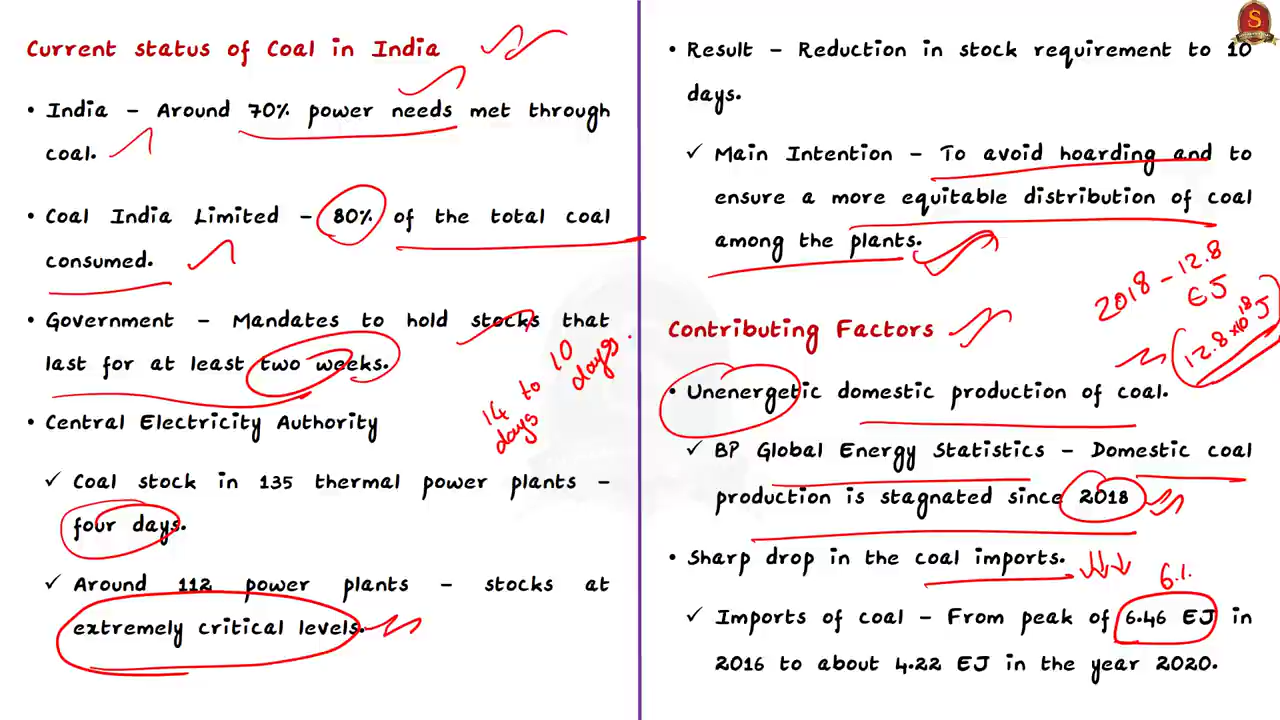 Current status of Coal in India
• India – Around 70% power needs met through
coal.
• Coal India Limited – 80% of the total coal
consumed.
• Government – Mandates to hold stocks that
last for at least two weeks.
14 to 10
days days.
• Central Electricity Authority
✓ Coal stock in 135 thermal power plants –
four days.
✓ Around 112 power plants – stocks at
extremely critical levels.
S
• Result – Reduction in stock requirement to 10
days.
✓ Main Intention – To avoid hoarding and to
ensure a more equitable distribution of coal
among the plants.
2018 – 12.8
EJ
(12.8×10¹⁸J)
Contributing Factors
• Unenergetic domestic production of coal.
✓ BP Global Energy Statistics – Domestic coal
production is stagnated since 2018
• Sharp drop in the coal imports.
✓ Imports of coal – From peak of 6.46 EJ in
2016 to about 4.22 EJ in the year 2020.